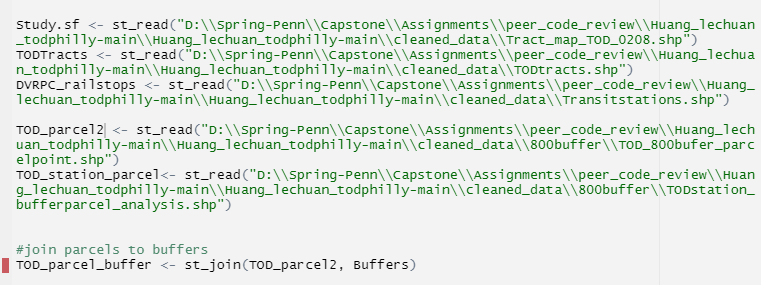 Study.sf <- st_read("D:\\Spring-Penn\\Capstone\\Assignments\\peer_code_review\\Huang_lechuan
_todphilly-main\\Huang_lechuan_todphilly-main\\cleaned_data\\Tract_map_TOD_0208.shp")
TODTracts <- st_read("D:\\Spring-Penn\\Capstone\\Assignments\\peer_code_review\\Huang_lechua
n_todphilly-main\\Huang_lechuan_todphilly-main\\cleaned_data\\TODtracts.shp")
DVRPC_railstops <- st_read("D:\\Spring-Penn\\Capstone\\Assignments\\peer_code_review\\Huang_
lechuan_todphilly-main\\Huang_lechuan_todphilly-main\\cleaned_data\\Transitstations.shp")
TOD_parcel2 <- st_read("D:\\Spring-Penn\\Capstone\\Assignments\\peer_code_review\\Huang_lech
uan_todphilly-main\\Huang_lechuan_todphilly-main\\cleaned_data\\800buffer\\TOD_800bufer_parc
elpoint.shp")
TOD_station_parcel<- st_read("D:\\Spring-Penn\\Capstone\\Assignments\\peer_code_review\\Huan
g_lechuan_todphilly-main\\Huang_lechuan_todphilly-main\\cleaned_data\\800buffer\\TODstation_
bufferparcel_analysis.shp")
#join parcels to buffers
TOD_parcel_buffer <- st_join(TOD_parcel2, Buffers)